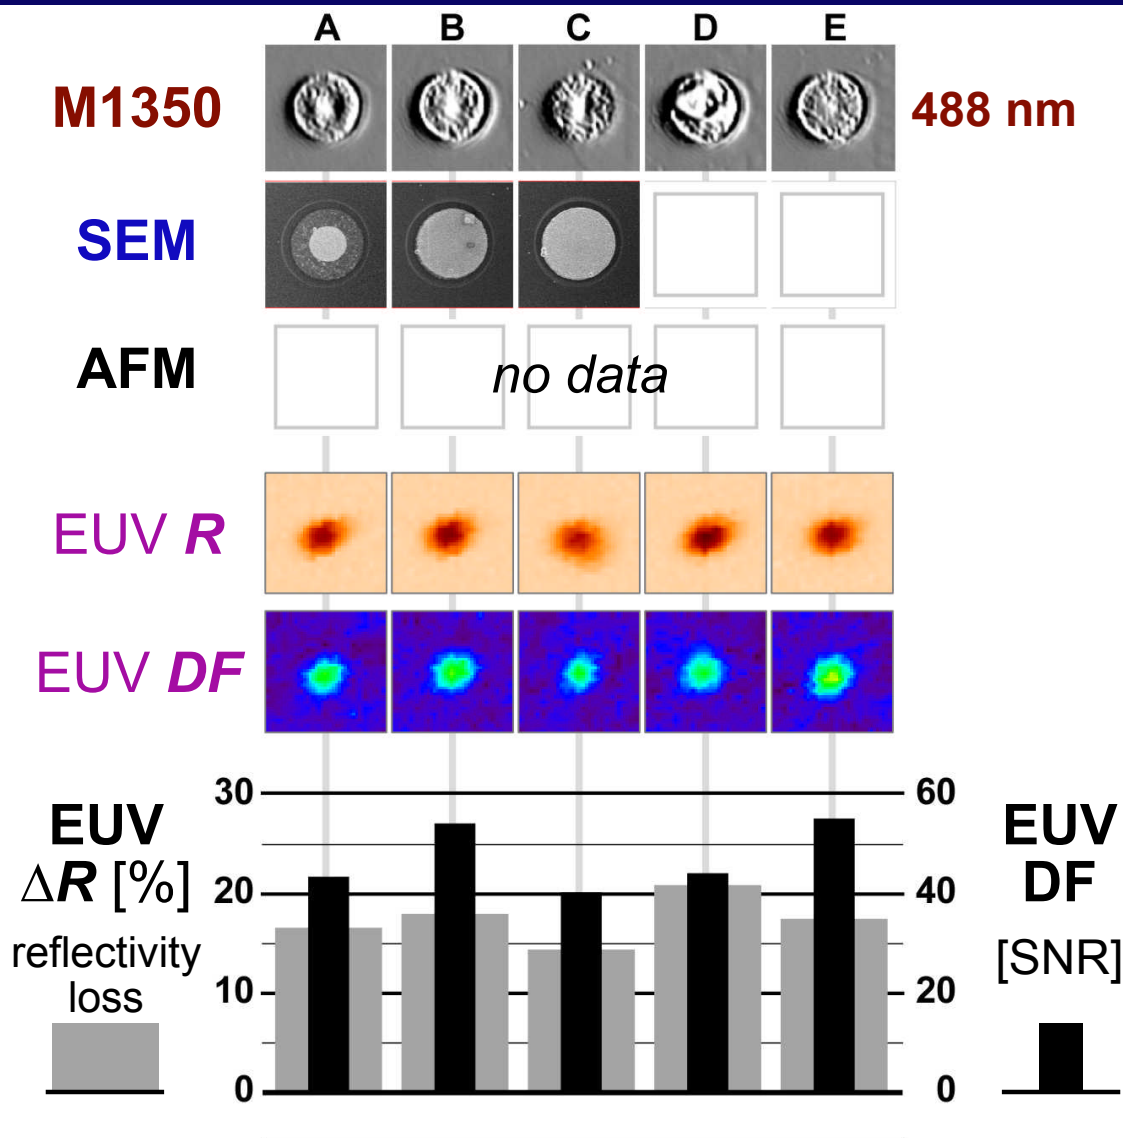 A B C D E
M1350
488 nm
SEM
AFM
no data
EUV R
EUV DF
30
60
EUV
ΔR [%]
EUV
DF
20
40
reflectivity
loss
[SNR]
10
20
0
0